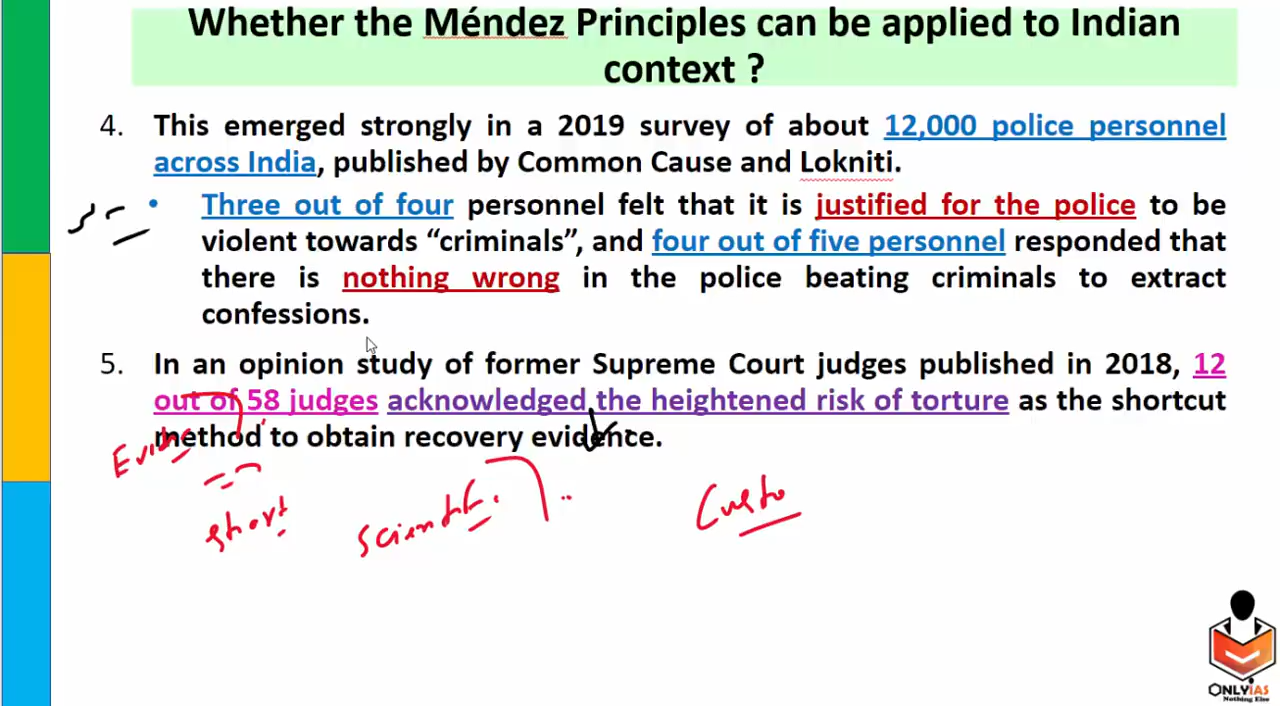 Whether the Méndez Principles can be applied to Indian
context ?
4. This emerged strongly in a 2019 survey of about 12,000 police personnel
across India, published by Common Cause and Lokniti.
• Three out of four personnel felt that it is justified for the police to be
violent towards “criminals”, and four out of five personnel responded that
there is nothing wrong in the police beating criminals to extract
confessions.
5. In an opinion study of former Supreme Court judges published in 2018, 12
out of 58 judges acknowledged the heightened risk of torture as the shortcut
method to obtain recovery evidence.
short
Custo
ONLYIAS
Nothing Else